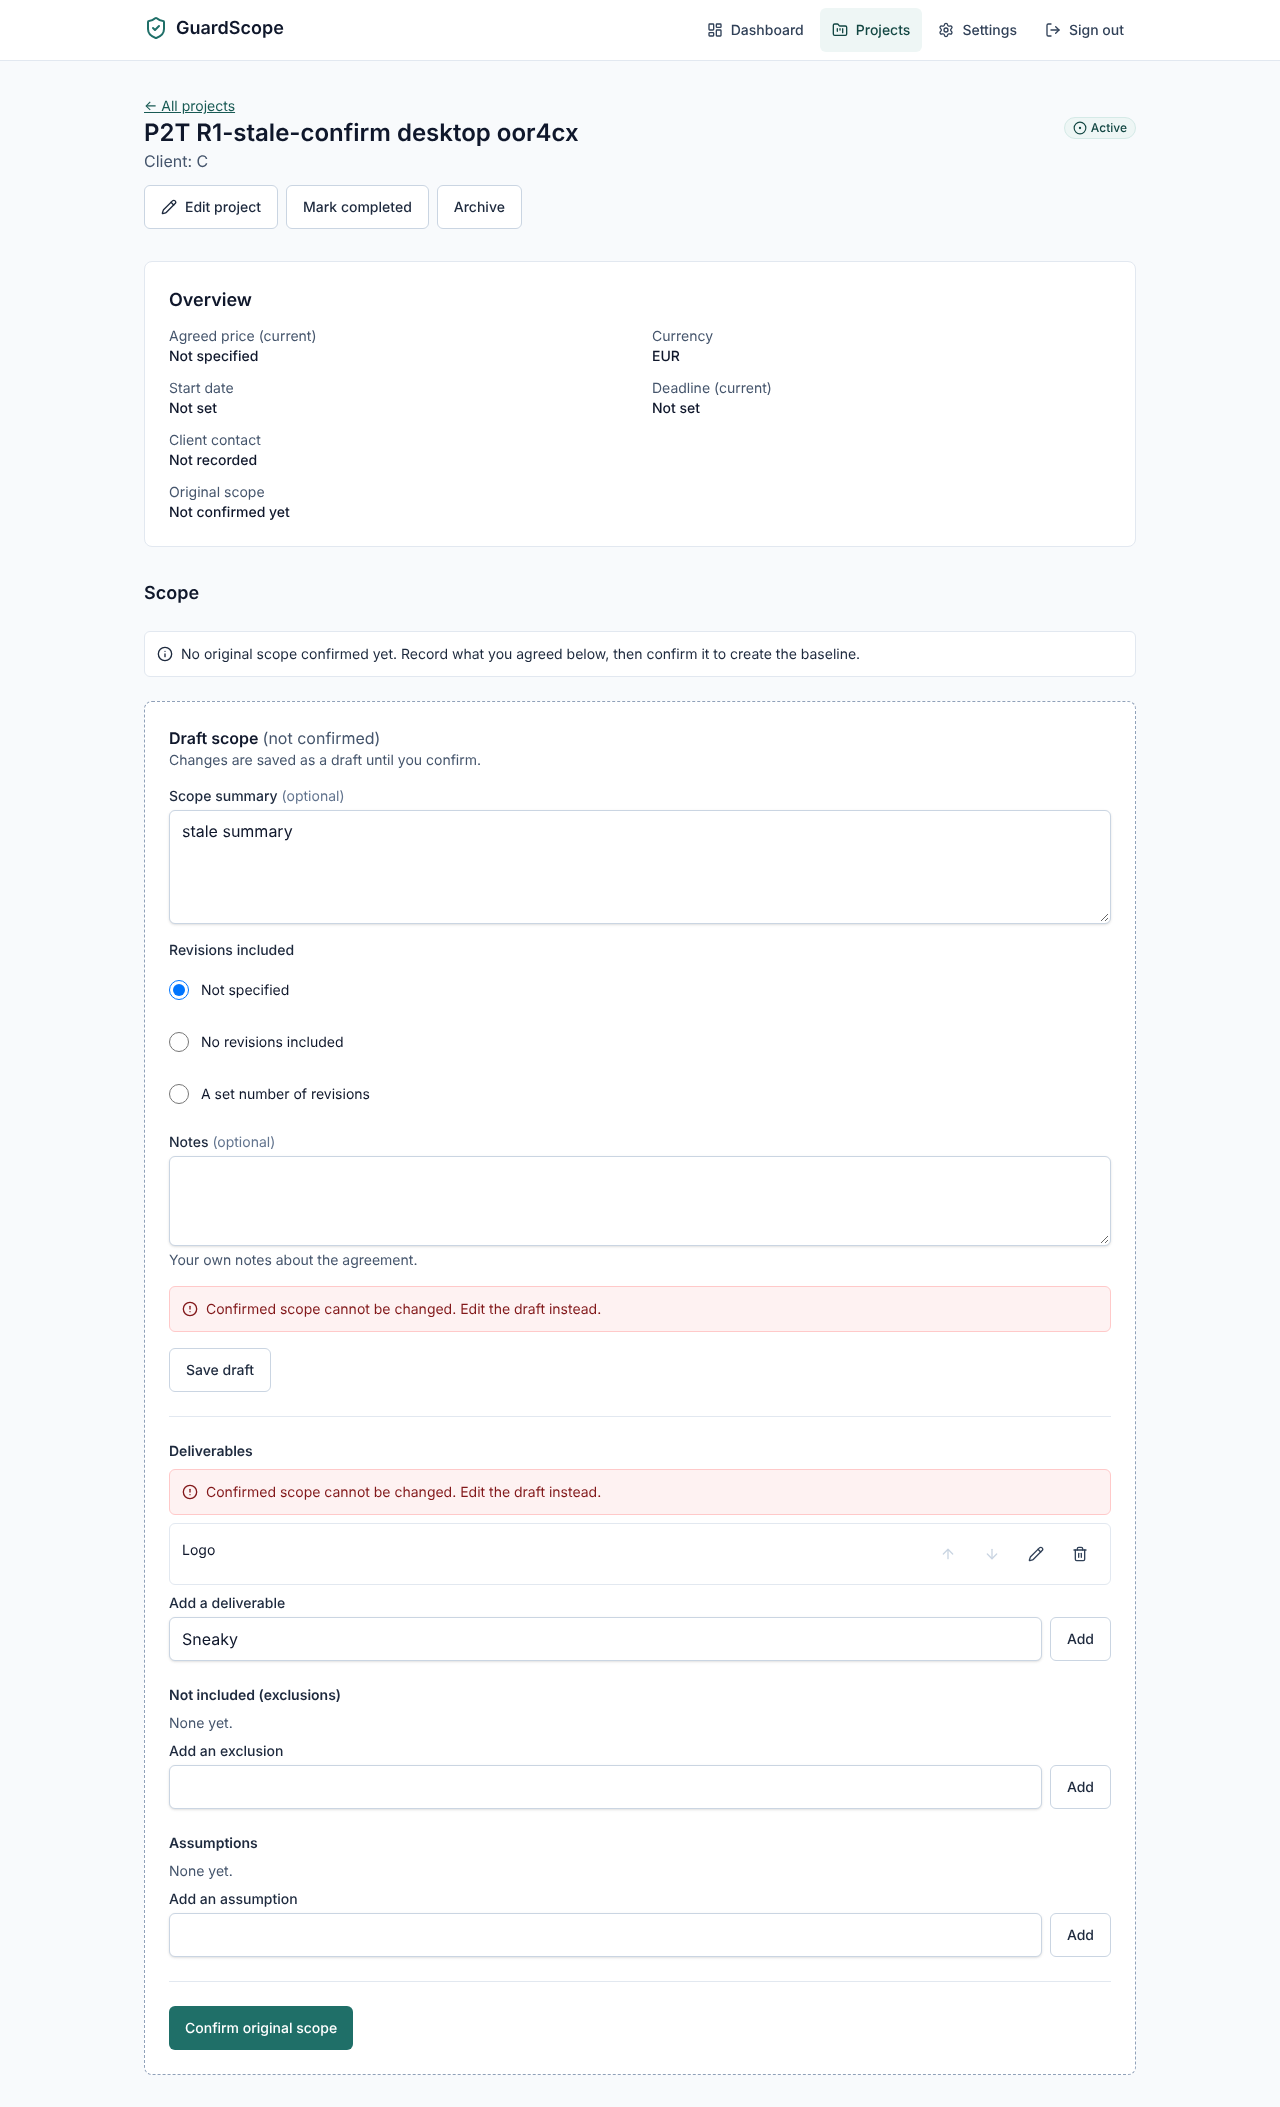 GuardScope
Dashboard
Projects
Settings
Sign out
← All projects
P2T R1-stale-confirm desktop oor4cx
Active
Client: C
Edit project
Mark completed
Archive
Overview
Agreed price (current)
Not specified
Currency
EUR
Start date
Not set
Deadline (current)
Not set
Client contact
Not recorded
Original scope
Not confirmed yet
Scope
No original scope confirmed yet. Record what you agreed below, then confirm it to create the baseline.
Draft scope (not confirmed)
Changes are saved as a draft until you confirm.
Scope summary (optional)
stale summary
Revisions included
Not specified
No revisions included
A set number of revisions
Notes (optional)
Your own notes about the agreement.
Confirmed scope cannot be changed. Edit the draft instead.
Save draft
Deliverables
Confirmed scope cannot be changed. Edit the draft instead.
Logo
Add a deliverable
Sneaky
Add
Not included (exclusions)
None yet.
Add an exclusion
Add
Assumptions
None yet.
Add an assumption
Add
Confirm original scope